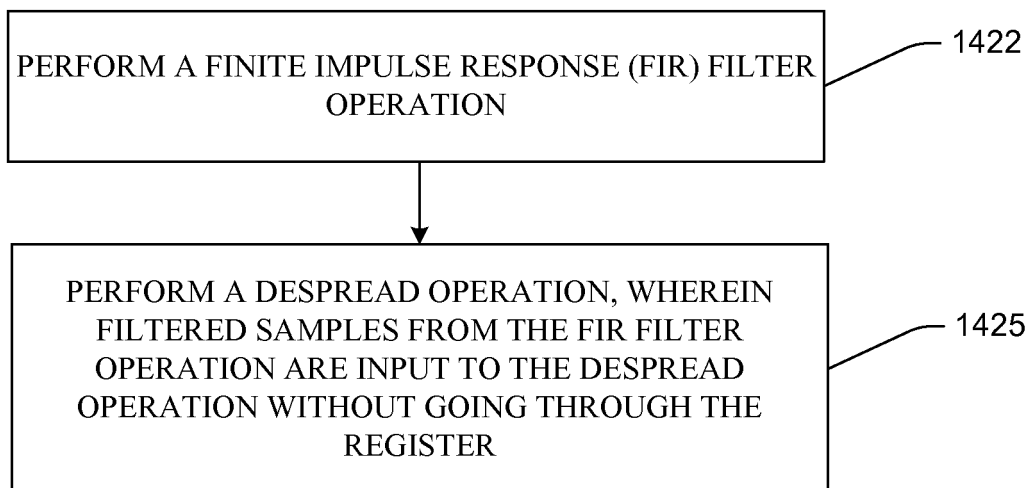 PERFORM A FINITE IMPULSE RESPONSE (FIR) FILTER
OPERATION
1422
PERFORM A DESPREAD OPERATION, WHEREIN
FILTERED SAMPLES FROM THE FIR FILTER
OPERATION ARE INPUT TO THE DESPREAD
OPERATION WITHOUT GOING THROUGH THE
REGISTER
1425